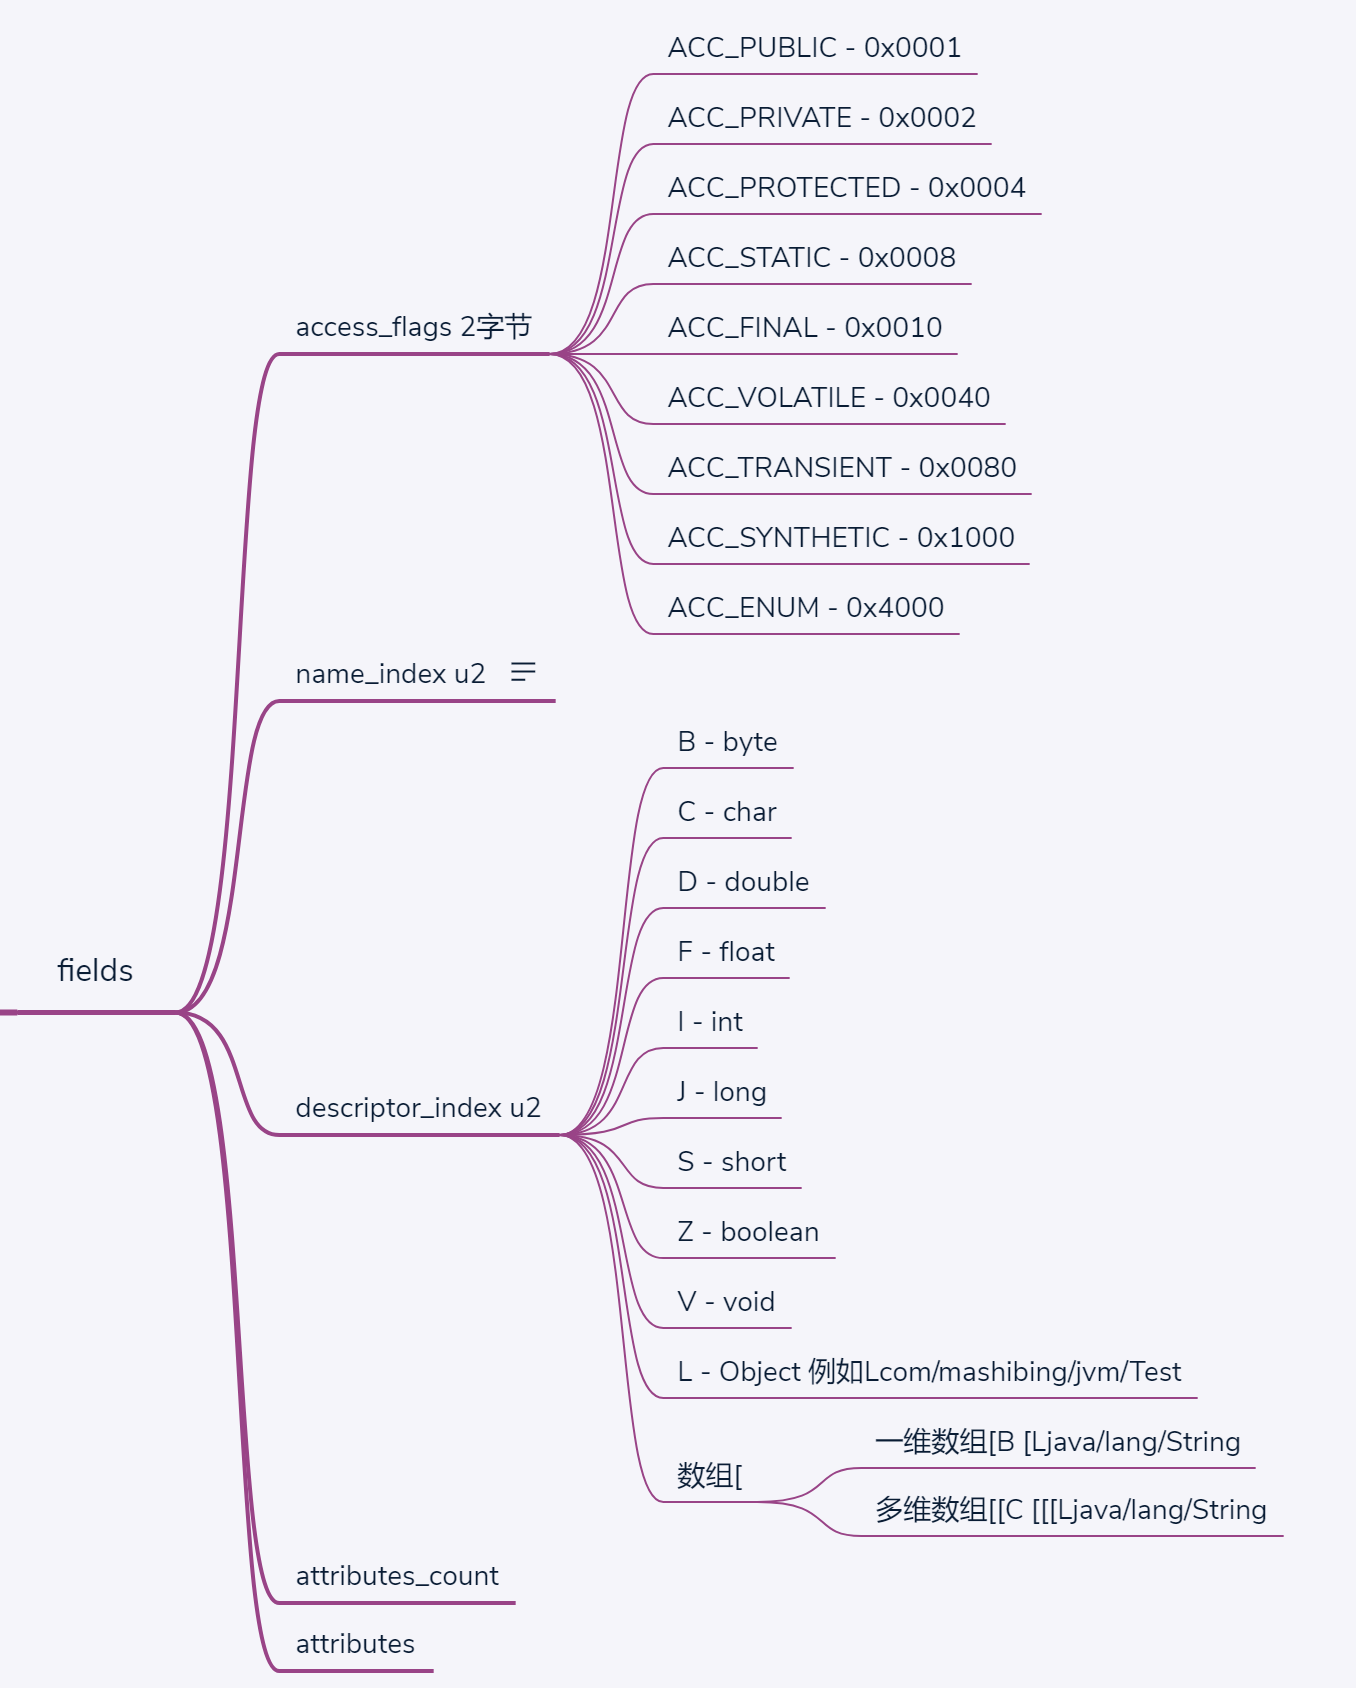 ACC_PUBLIC - 0x0001
ACC_PRIVATE - 0x0002
ACC_PROTECTED - 0x0004
ACC_STATIC - 0x0008
access_flags 2字节
ACC_FINAL - 0x0010
ACC_VOLATILE - 0x0040
ACC_TRANSIENT - 0x0080
ACC_SYNTHETIC - 0x1000
ACC_ENUM - 0x4000
name_index u2
B - byte
C - char
D - double
F - float
fields
I - int
J - long
descriptor_index u2
S - short
Z - boolean
V - void
L - Object 例如Lcom/mashibing/jvm/Test
数组[
一维数组[B [Ljava/lang/String
多维数组[[C [[[Ljava/lang/String
attributes_count
attributes